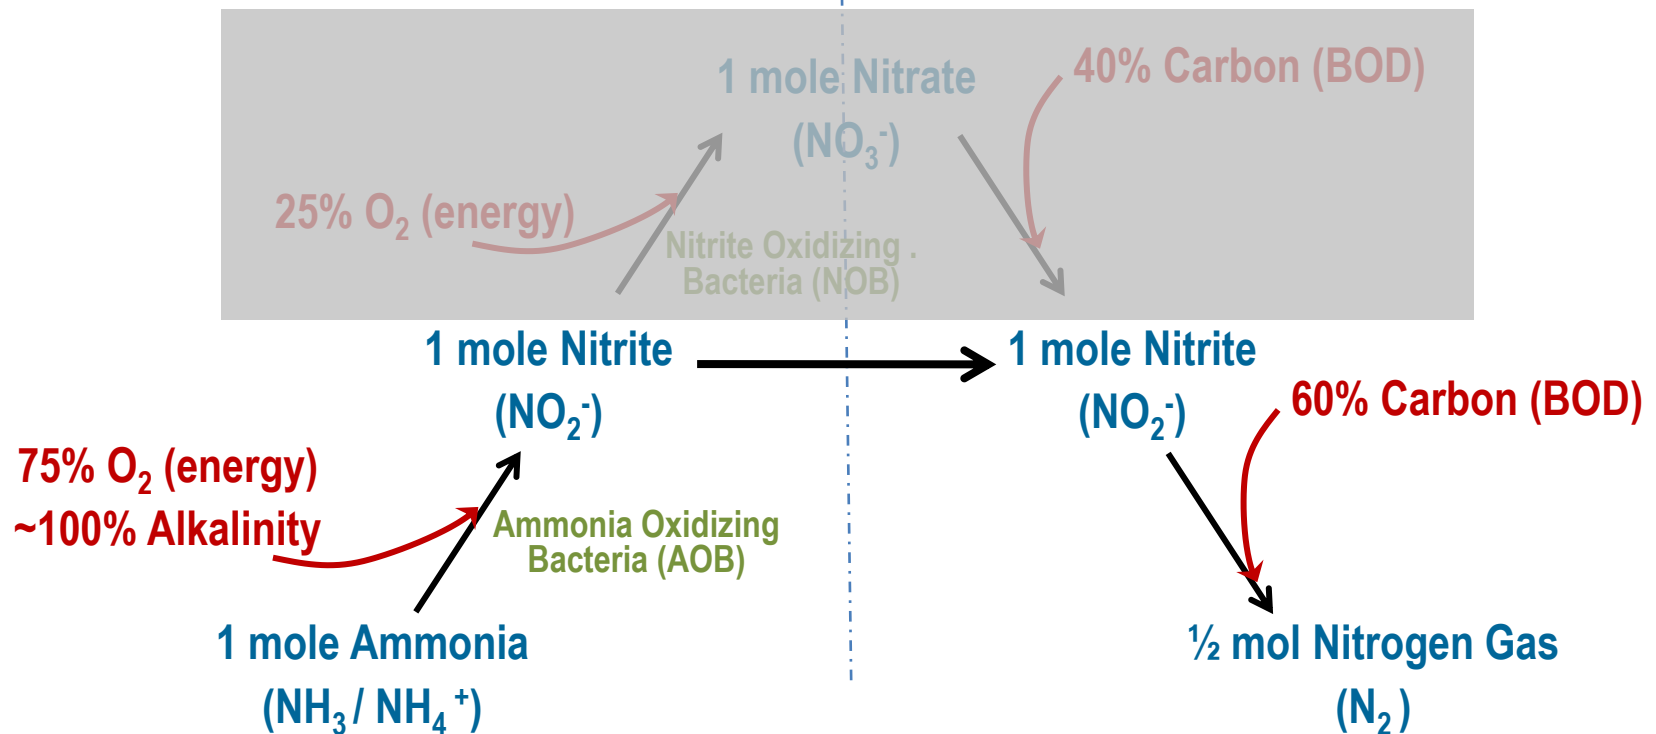 1 mole Nitrate
(NO₃⁻)
40% Carbon (BOD)
25% O₂ (energy)
Nitrite Oxidizing .
Bacteria (NOB)
1 mole Nitrite
(NO₂⁻)
1 mole Nitrite
(NO₂⁻)
60% Carbon (BOD)
75% O₂ (energy)
~100% Alkalinity
Ammonia Oxidizing
Bacteria (AOB)
1 mole Ammonia
(NH₃ / NH₄ ⁺)
½ mol Nitrogen Gas
(N₂ )